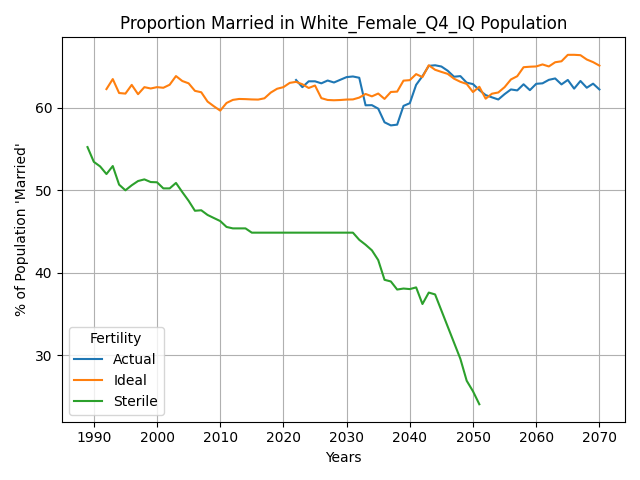 Proportion Married in White_Female_Q4_IQ Population
% of Population 'Married'
60
50
40
30
Fertility
Actual
Ideal
Sterile
1990 2000 2010 2020 2030 2040 2050 2060 2070
Years